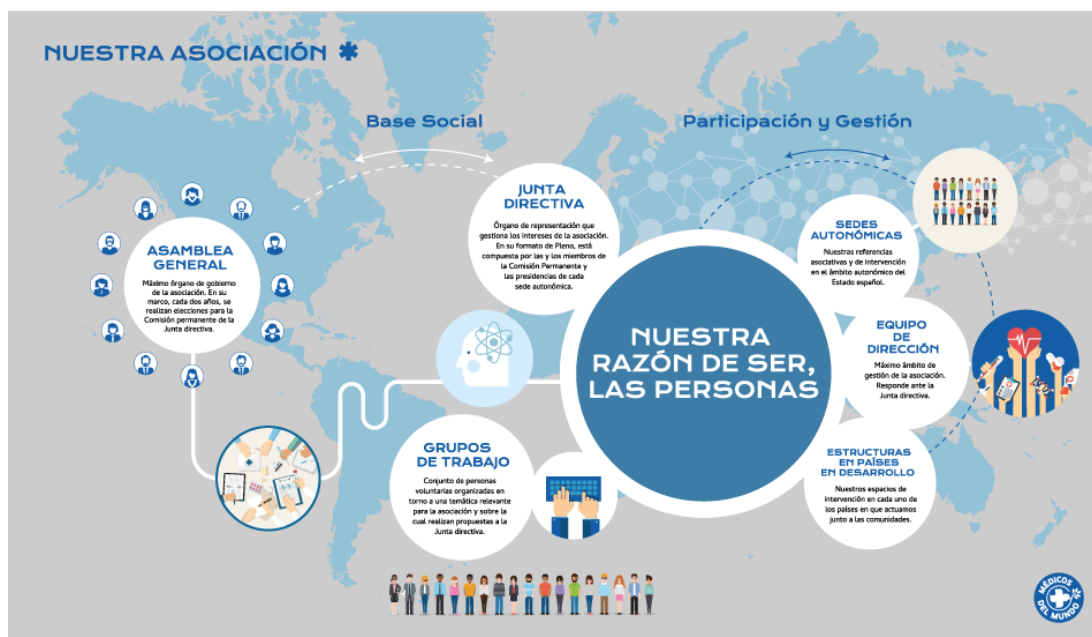 NUESTRA ASOCIACIÓN *
Base Social
Participación y Gestión
ASAMBLEA
GENERAL
Máximo órgano de gobierno
de la asociación. En su
marco, cada dos años, se
realizan elecciones para la
Comisión permanente de la
Junta directiva.
JUNTA
DIRECTIVA
Órgano de representación que
gestiona los intereses de la asociación.
En su formato de Pleno, está
compuesta por las y los miembros de
la Comisión Permanente y
las presidencias de cada
sede autonómica.
GRUPOS
DE TRABAJO
Conjunto de personas
voluntarias organizadas en
torno a una temática relevante
para la asociación y sobre la
cual realizan propuestas a la
Junta directiva.
NUESTRA
RAZÓN DE SER,
LAS PERSONAS
SEDES
AUTONÓMICAS
Nuestras referencias
asociativas y de intervención
en el ámbito autonómico del
Estado español.
EQUIPO
DE
DIRECCIÓN
Máximo ámbito de
gestión de la asociación.
Responde ante la
Junta directiva.
ESTRUCTURAS
EN PAÍSES
EN DESARROLLO
Nuestros espacios de
intervención en cada uno de
los países en que actuamos
junto a las comunidades.
MÉDICOS
DEL MUNDO